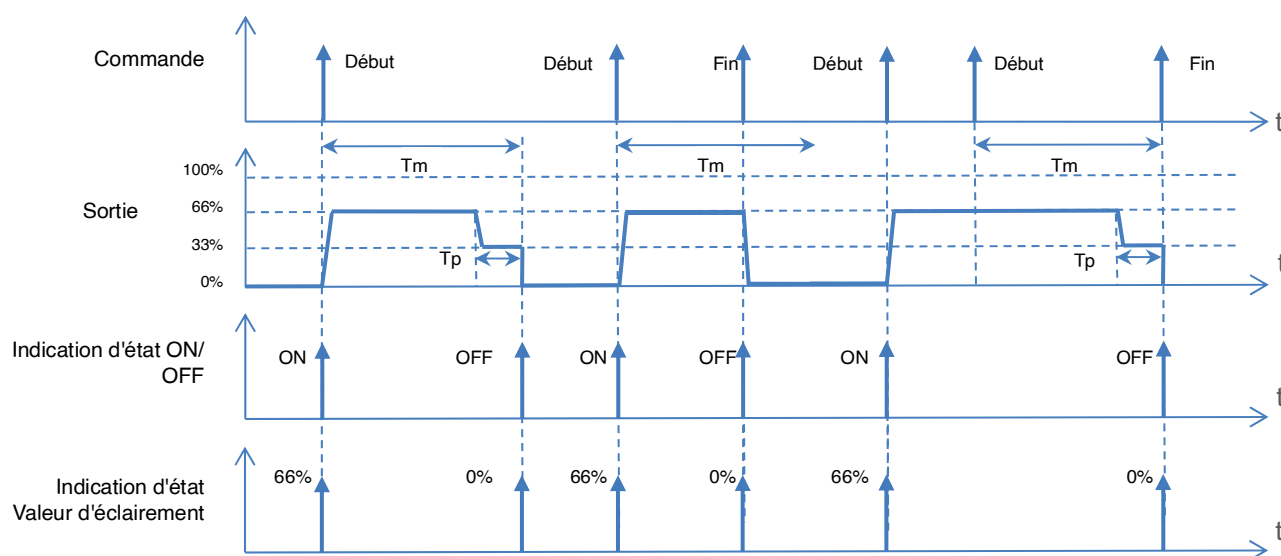 Commande
Début
Début
Fin
Début
Début
Fin
t
Tm
Tm
Tm
100%
Sortie
66%
33%
0%
Tp
Tp
t
Indication d'état ON/
OFF
ON
OFF
ON
OFF
ON
OFF
t
Indication d'état
Valeur d'éclairement
66%
0%
66%
0%
66%
0%
t